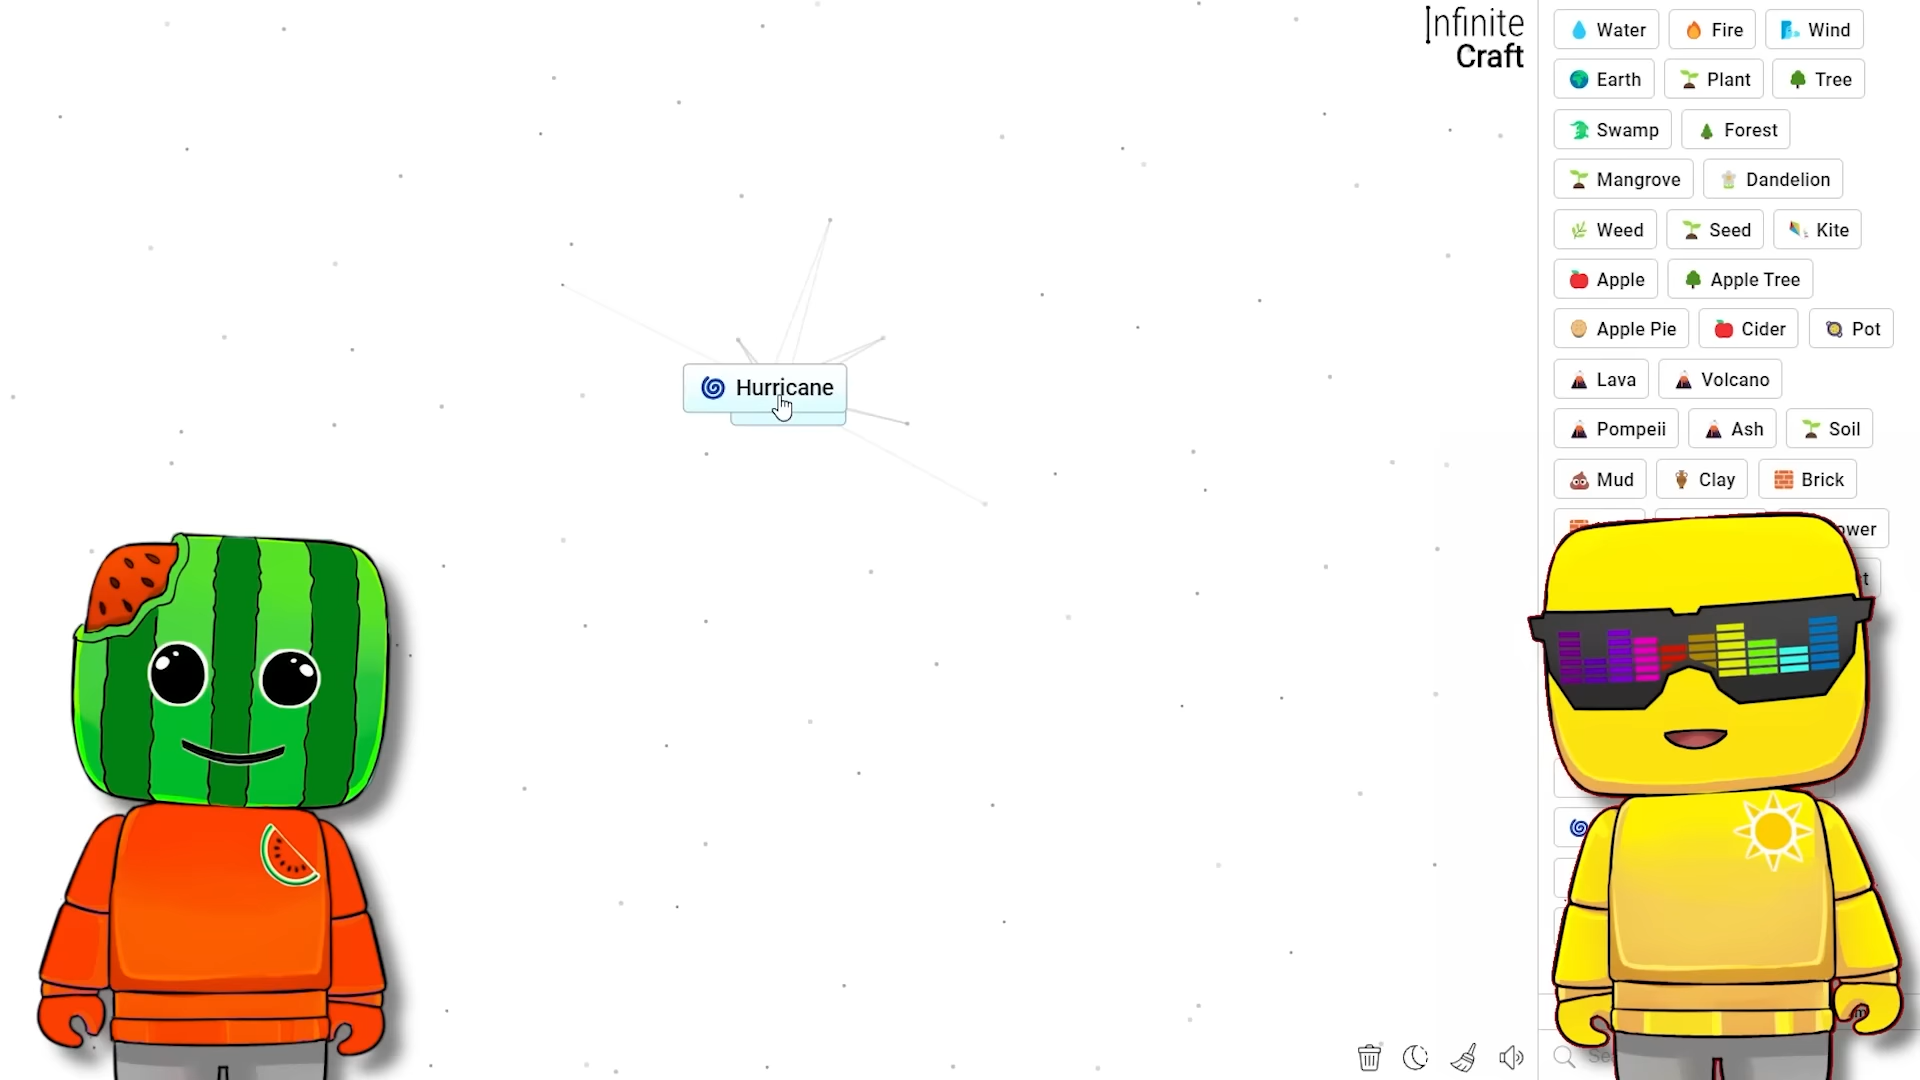 Infinite
Craft
Hurricane
Water Fire Wind
Earth Plant Tree
Swamp Forest
Mangrove Dandelion
Weed Seed Kite
Apple Apple Tree
Apple Pie Cider Pot
Lava Volcano
Pompeii Ash Soil
Mud Clay Brick